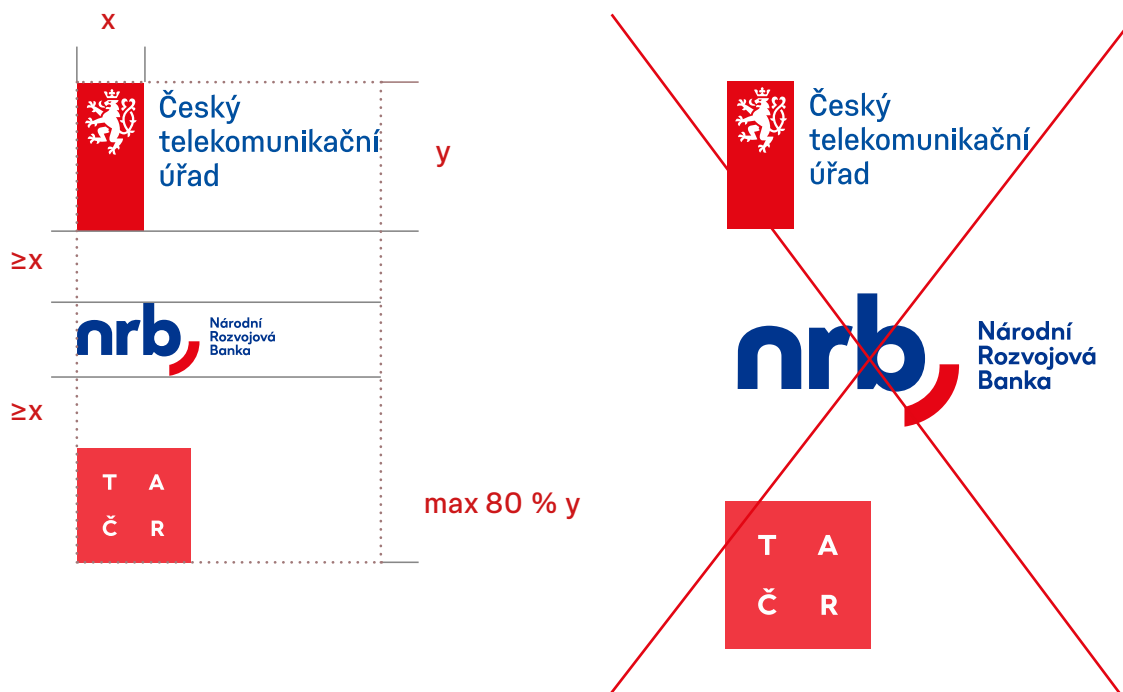 x
Český
telekomunikační
úřad
y
≥x
nrb
Národní
Rozvojová
Banka
≥x
T A
Č R
max 80 % y
Český
telekomunikační
úřad
nrb
Národní
Rozvojová
Banka
T A
Č R